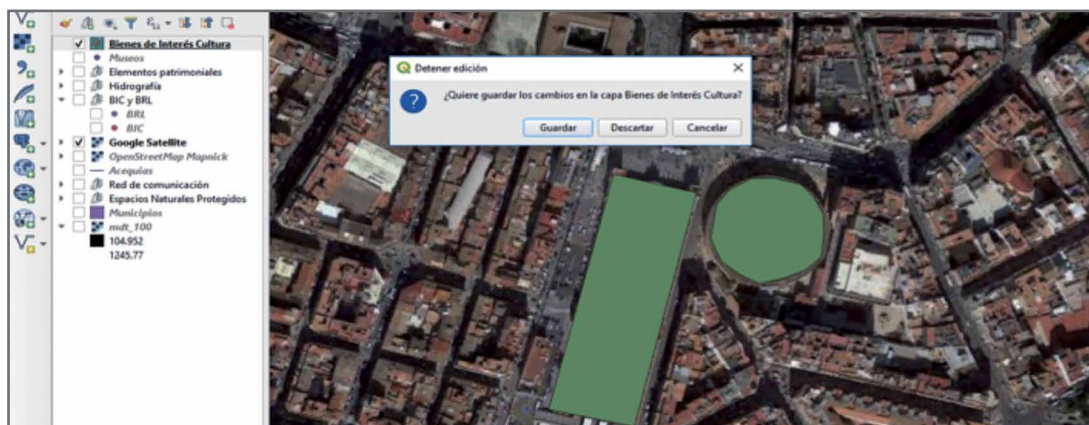 Bienes de Interés Cultura
Museos
Elementos patrimoniales
Hidrografía
BIC y BRL
BRL
BIC
Google Satellite
OpenStreetMap Mapnick
Acequias
Red de comunicación
Espacios Naturales Protegidos
Municipios
mdt_100
104.952
1245.77
Detener edición
¿Quiere guardar los cambios en la capa Bienes de Interés Cultura?
Guardar Descartar Cancelar